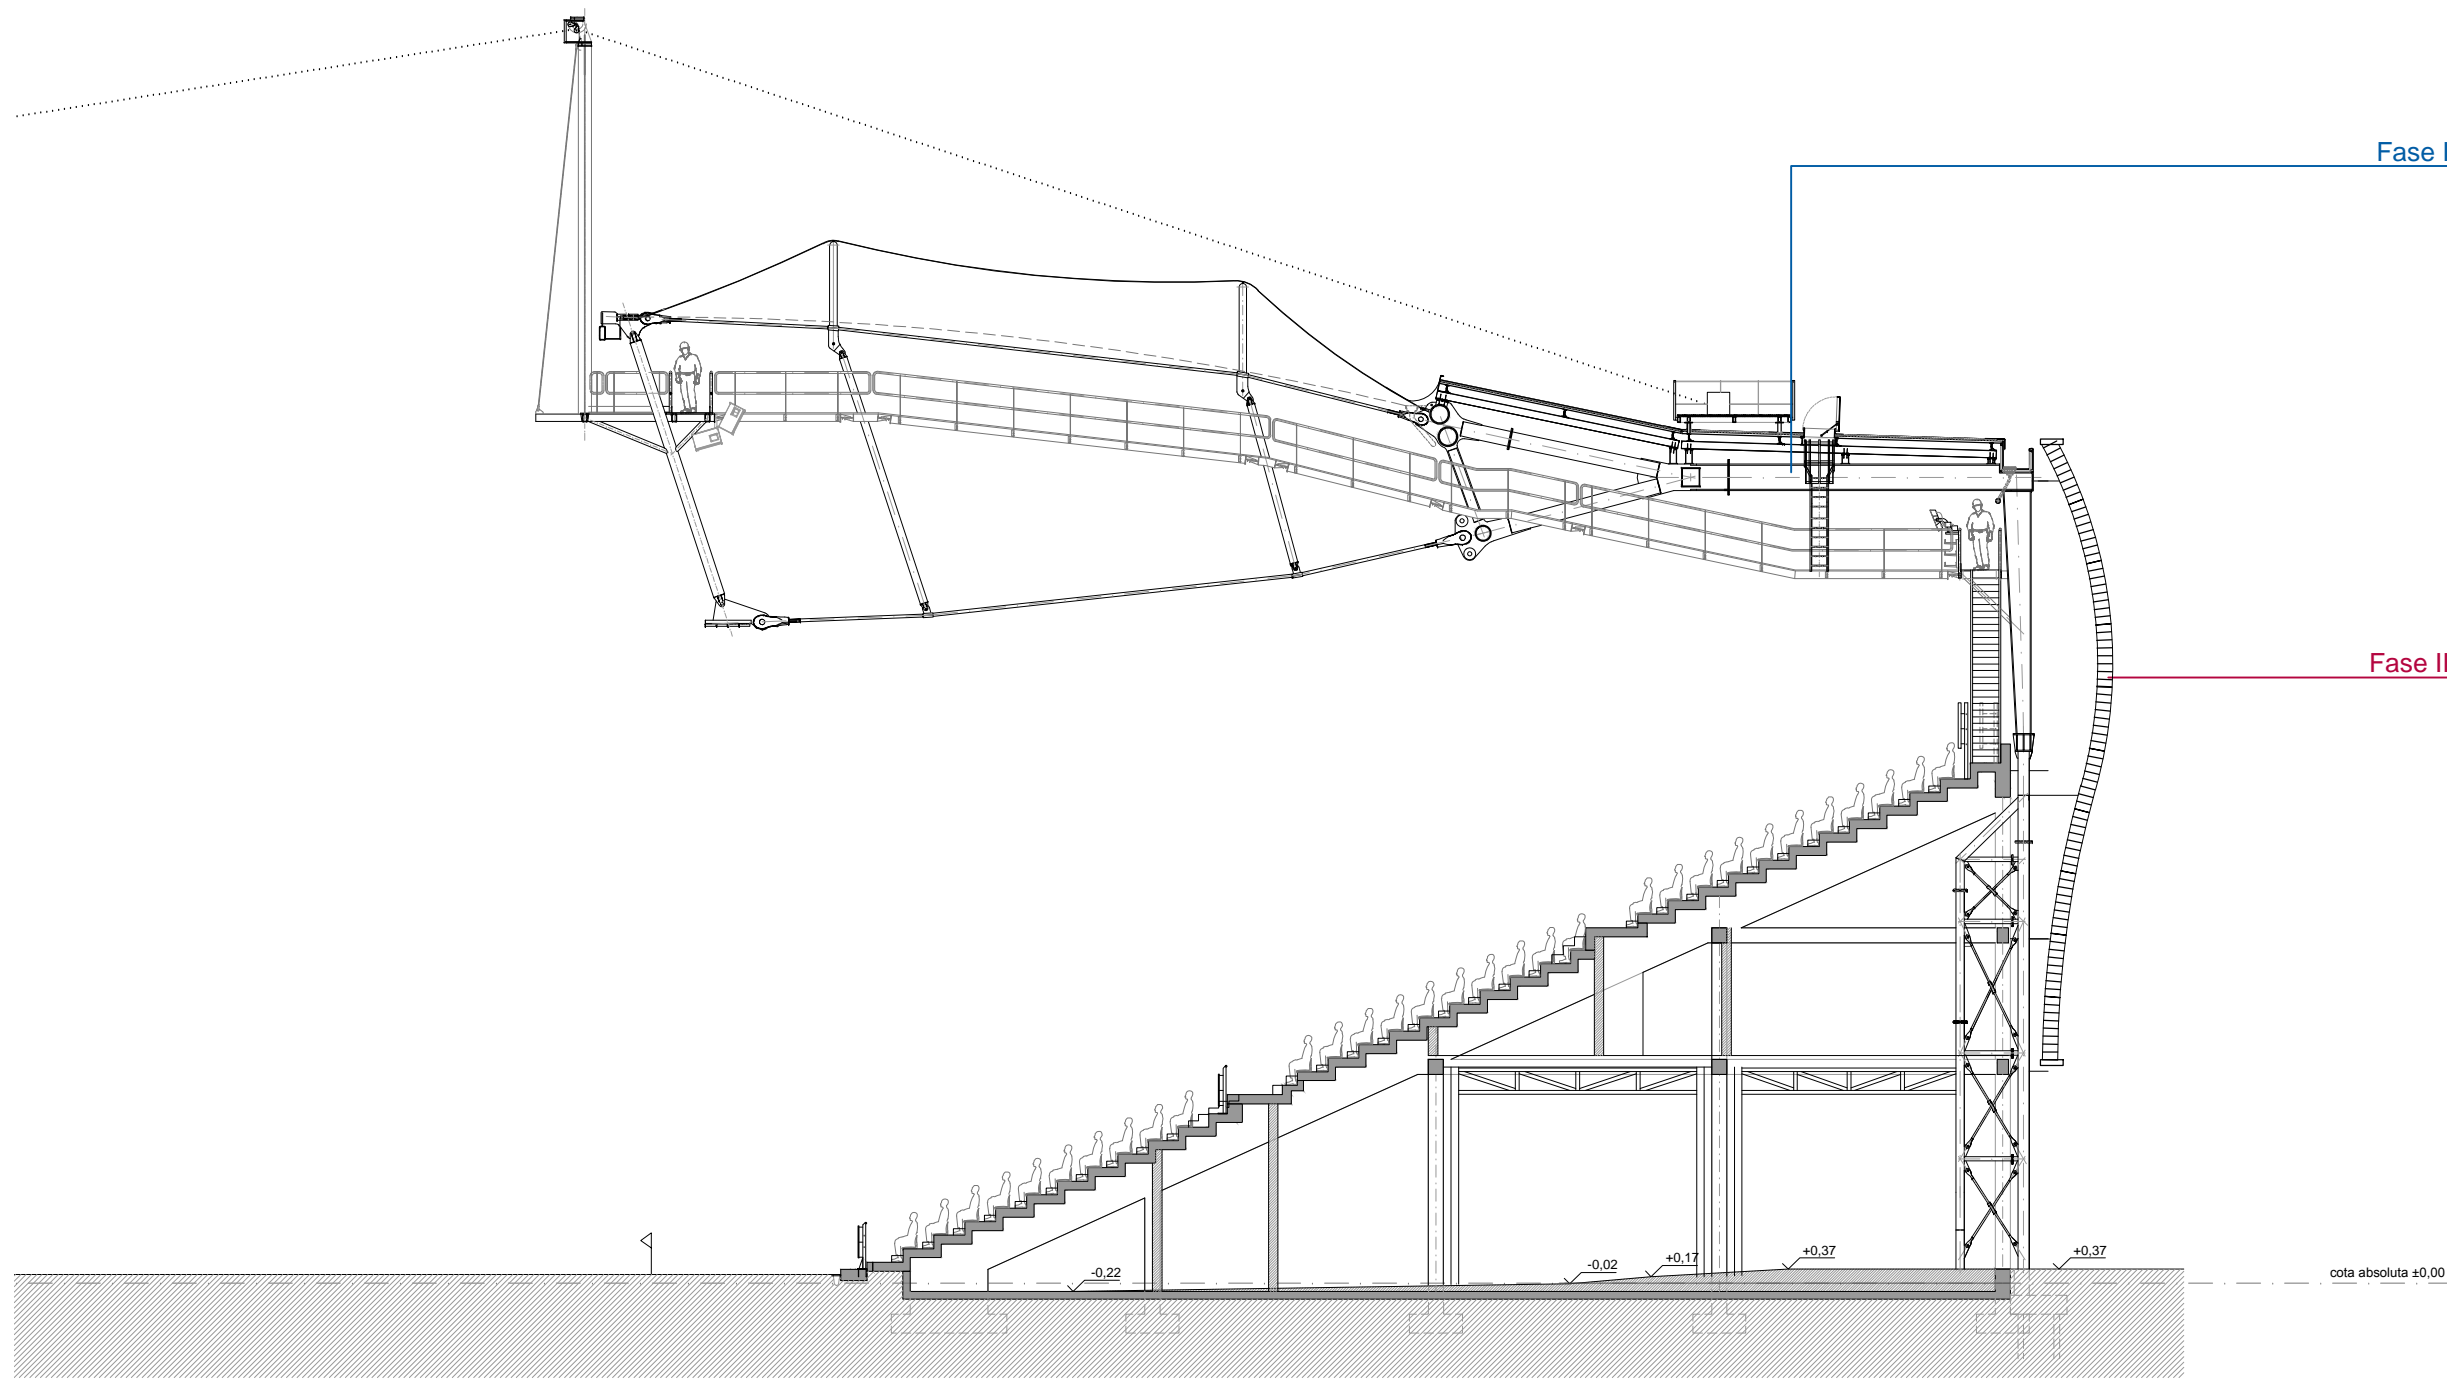 Fase I
Fase II
-0,22
-0,02
+0,17
+0,37
+0,37
cota absoluta ±0,00